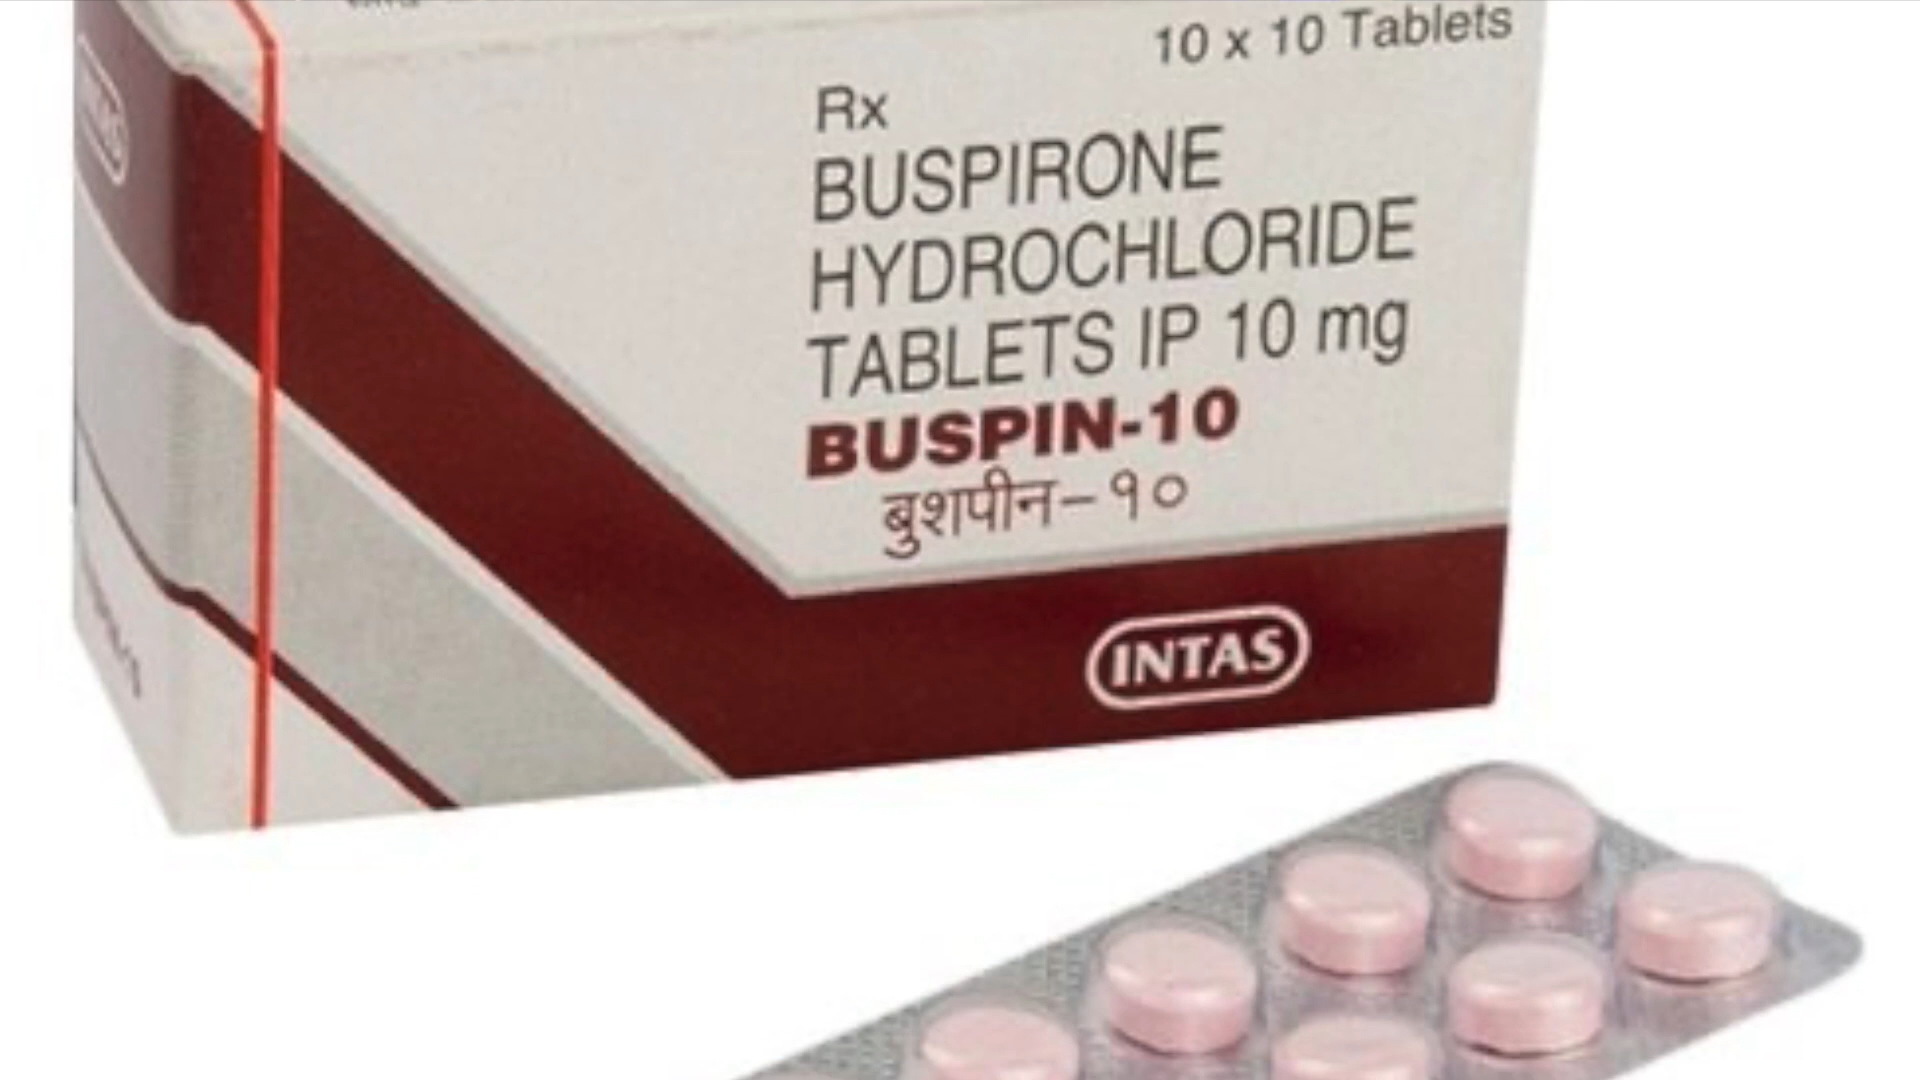 10 x 10 Tablets
Rx
BUSPIRONE
HYDROCHLORIDE
TABLETS IP 10 mg
BUSPIN-10
बुशपीन-१०
INTAS